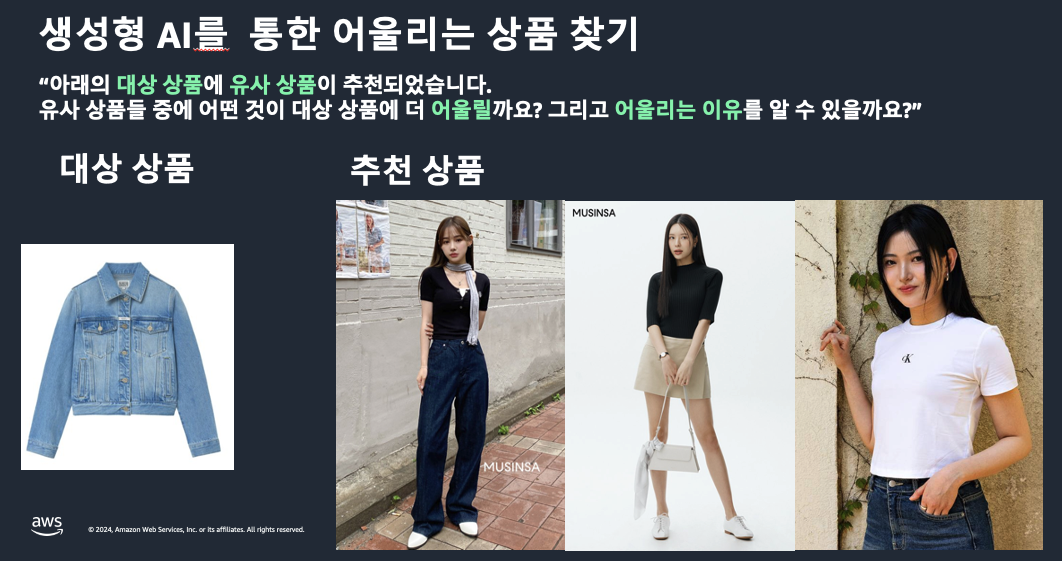 생성형 AI를 통한 어울리는 상품 찾기
“아래의 대상 상품에 유사 상품이 추천되었습니다.
유사 상품들 중에 어떤 것이 대상 상품에 더 어울릴까요? 그리고 어울리는 이유를 알 수 있을까요?”
대상 상품
추천 상품
MUSINSA
MUSINSA
CK
aws
© 2024, Amazon Web Services, Inc. or its affiliates. All rights reserved.